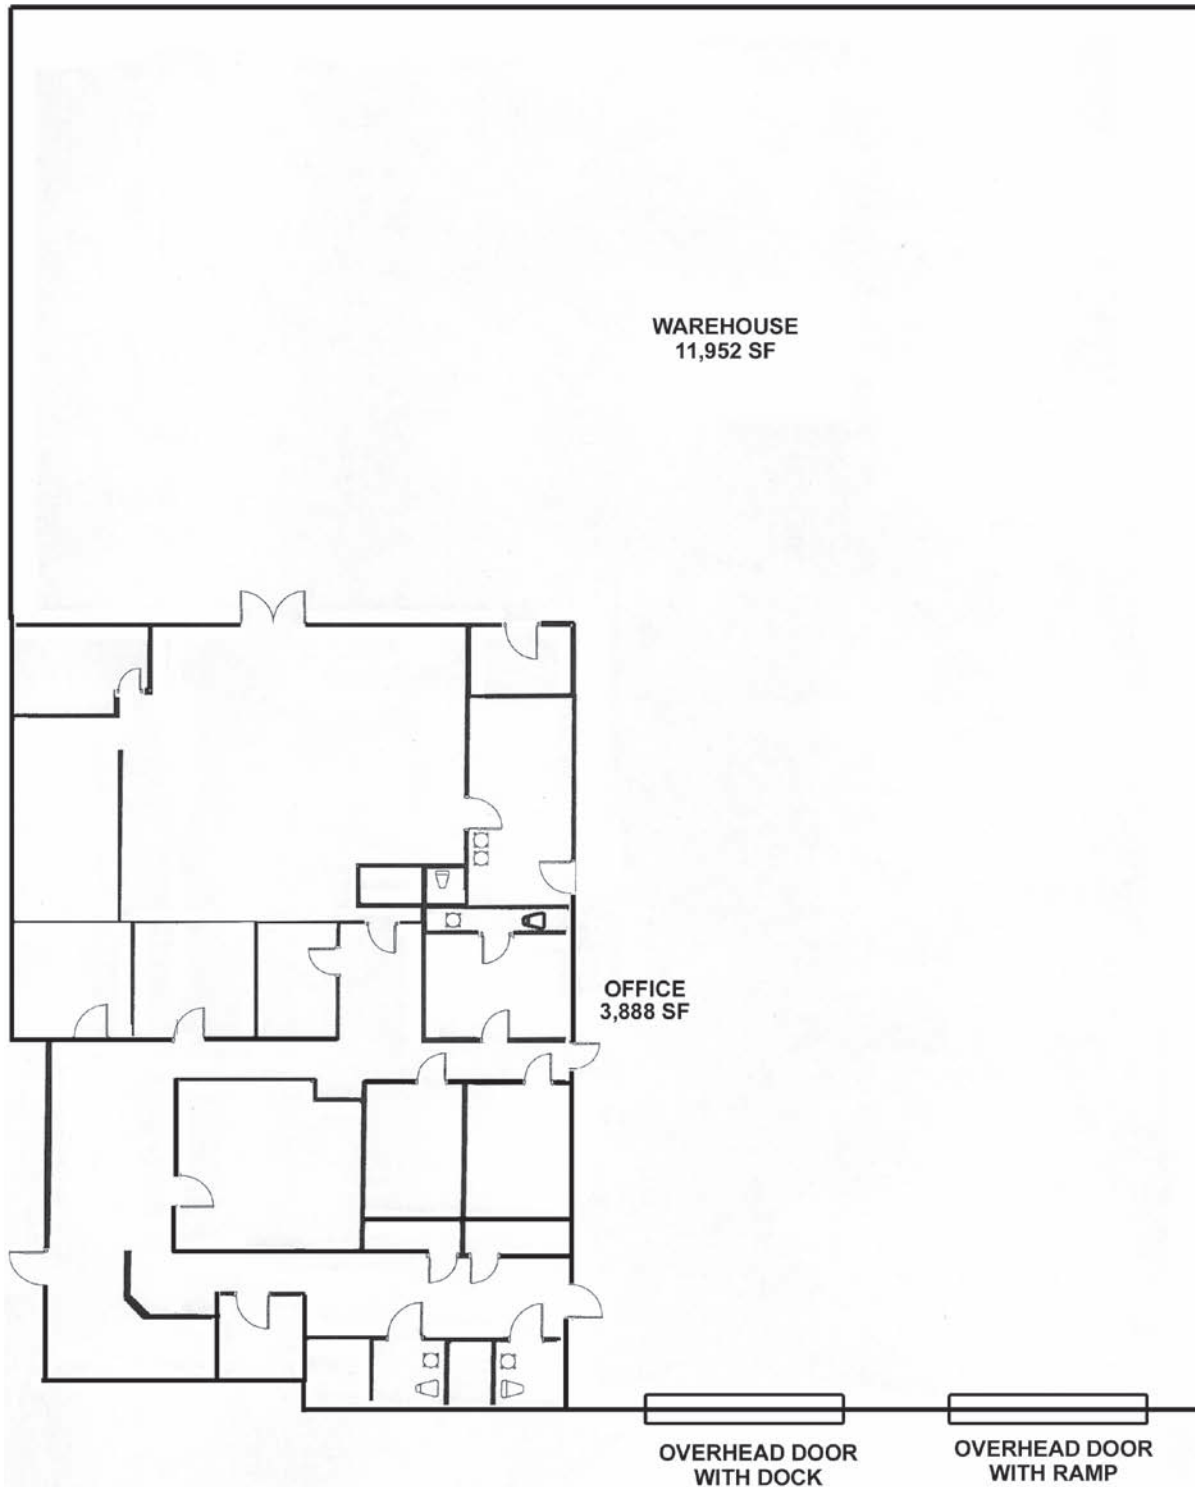 WAREHOUSE
11,952 SF
OFFICE
3,888 SF
OVERHEAD DOOR
WITH DOCK
OVERHEAD DOOR
WITH RAMP